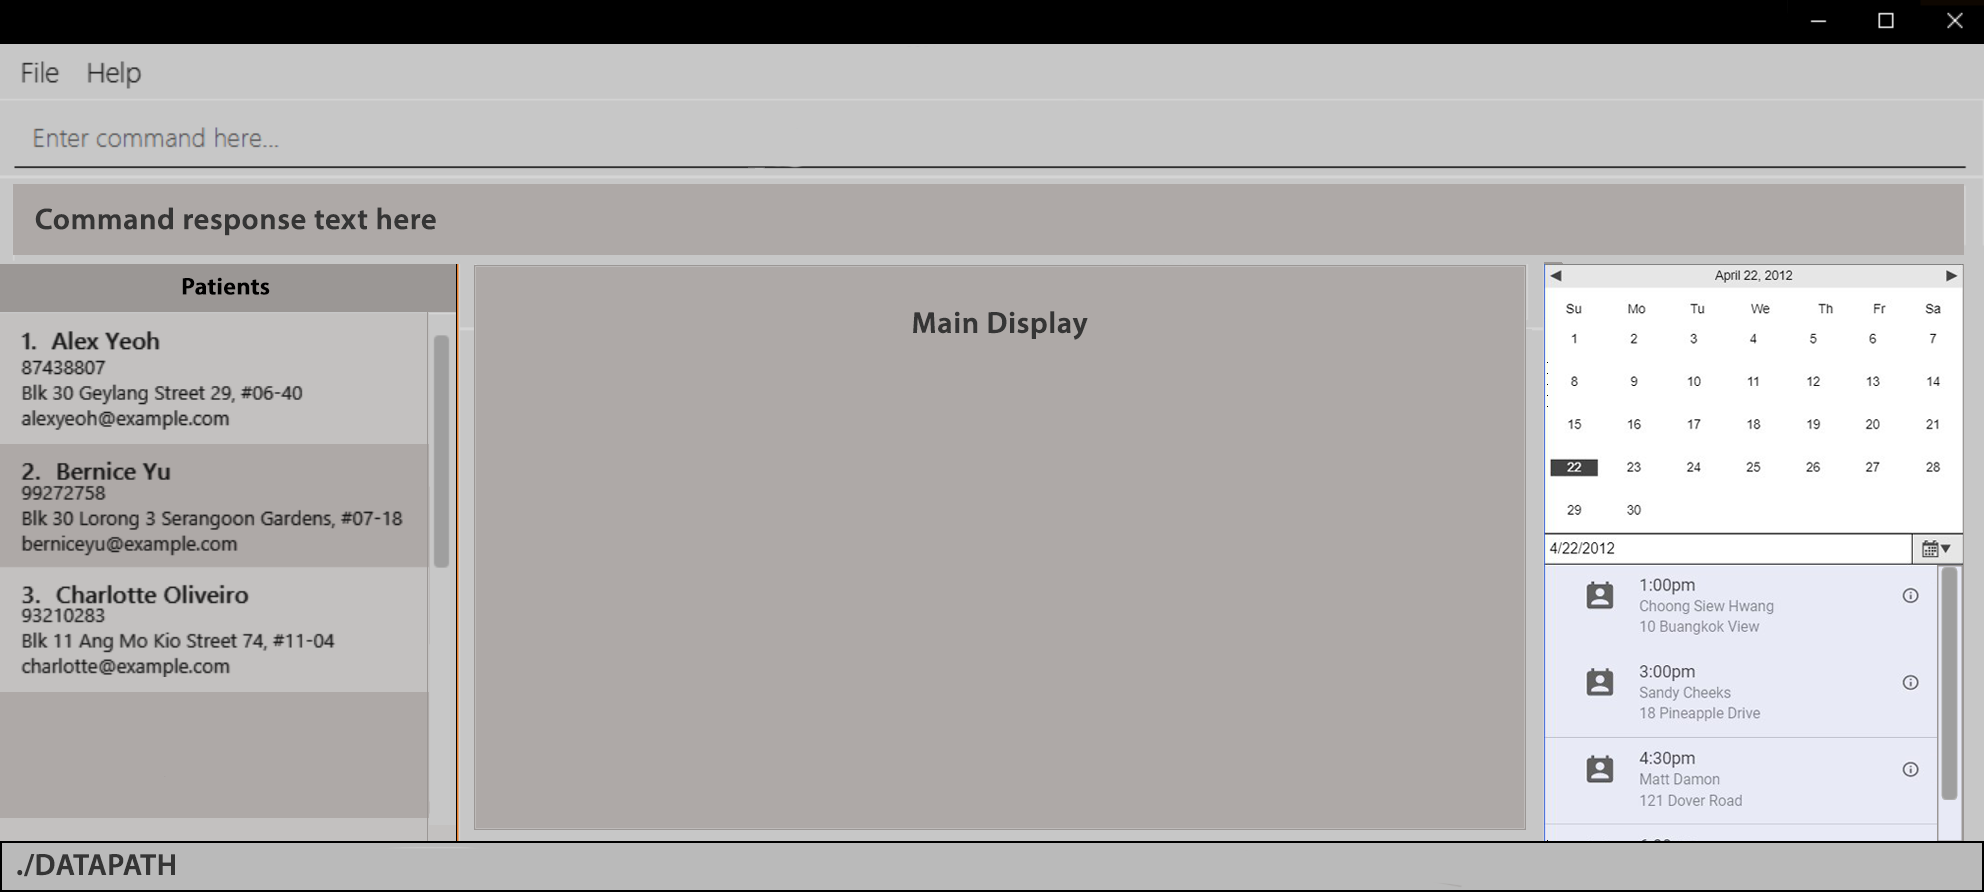 File Help
Enter command here...
Command response text here
Patients
1. Alex Yeoh
87438807
Blk 30 Geylang Street 29, #06-40
alexyeoh@example.com
2. Bernice Yu
99272758
Blk 30 Lorong 3 Serangoon Gardens, #07-18
berniceyu@example.com
3. Charlotte Oliveiro
93210283
Blk 11 Ang Mo Kio Street 74, #11-04
charlotte@example.com
Main Display
April 22, 2012
Su Mo Tu We Th Fr Sa
1 2 3 4 5 6 7
8 9 10 11 12 13 14
15 16 17 18 19 20 21
22 23 24 25 26 27 28
29 30
4/22/2012
1:00pm
Choong Siew Hwang
10 Buangkok View
3:00pm
Sandy Cheeks
18 Pineapple Drive
4:30pm
Matt Damon
121 Dover Road
./DATAPATH